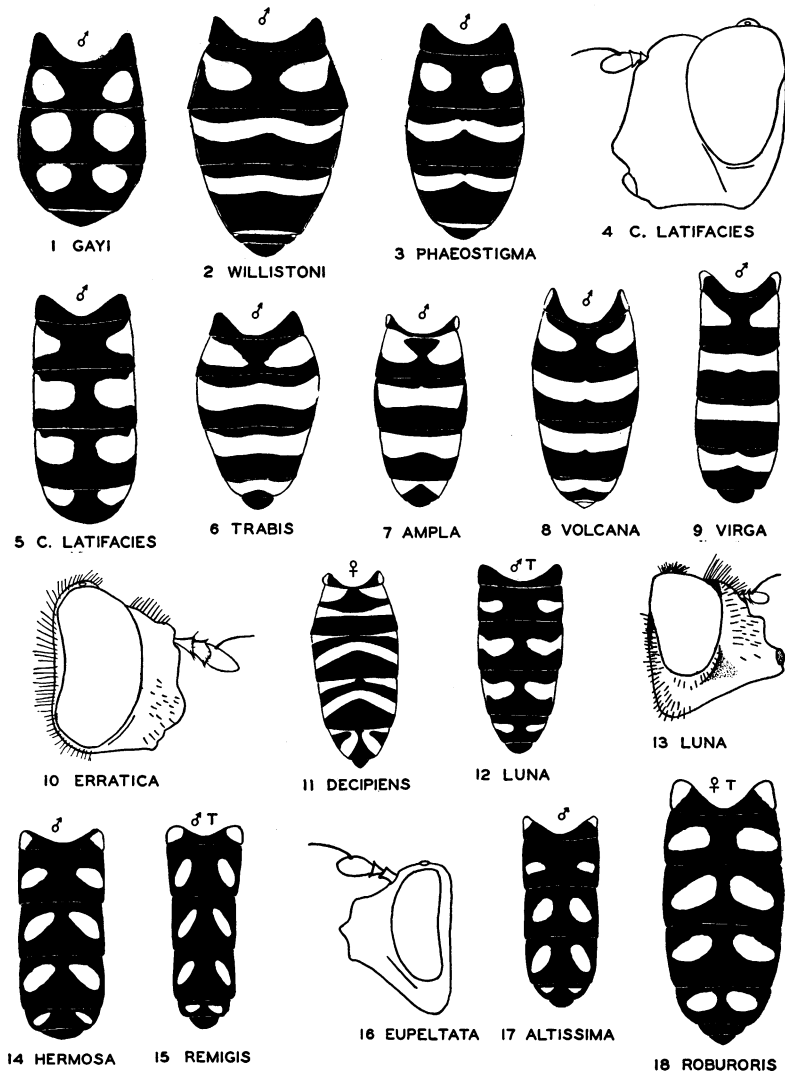 ♂
♂
♂
1 GAYI
2 WILLISTONI
3 PHAEOSTIGMA
4 C. LATIFACIES
♂
♂
♂
♂
♂
5 C. LATIFACIES
6 TRABIS
7 AMPLA
8 VOLCANA
9 VIRGA
♀
♂ T
10 ERRATICA
11 DECIPIENS
12 LUNA
13 LUNA
♂
♂ T
♂
♀ T
14 HERMOSA
15 REMIGIS
16 EUPELTATA
17 ALTISSIMA
18 ROBURORIS